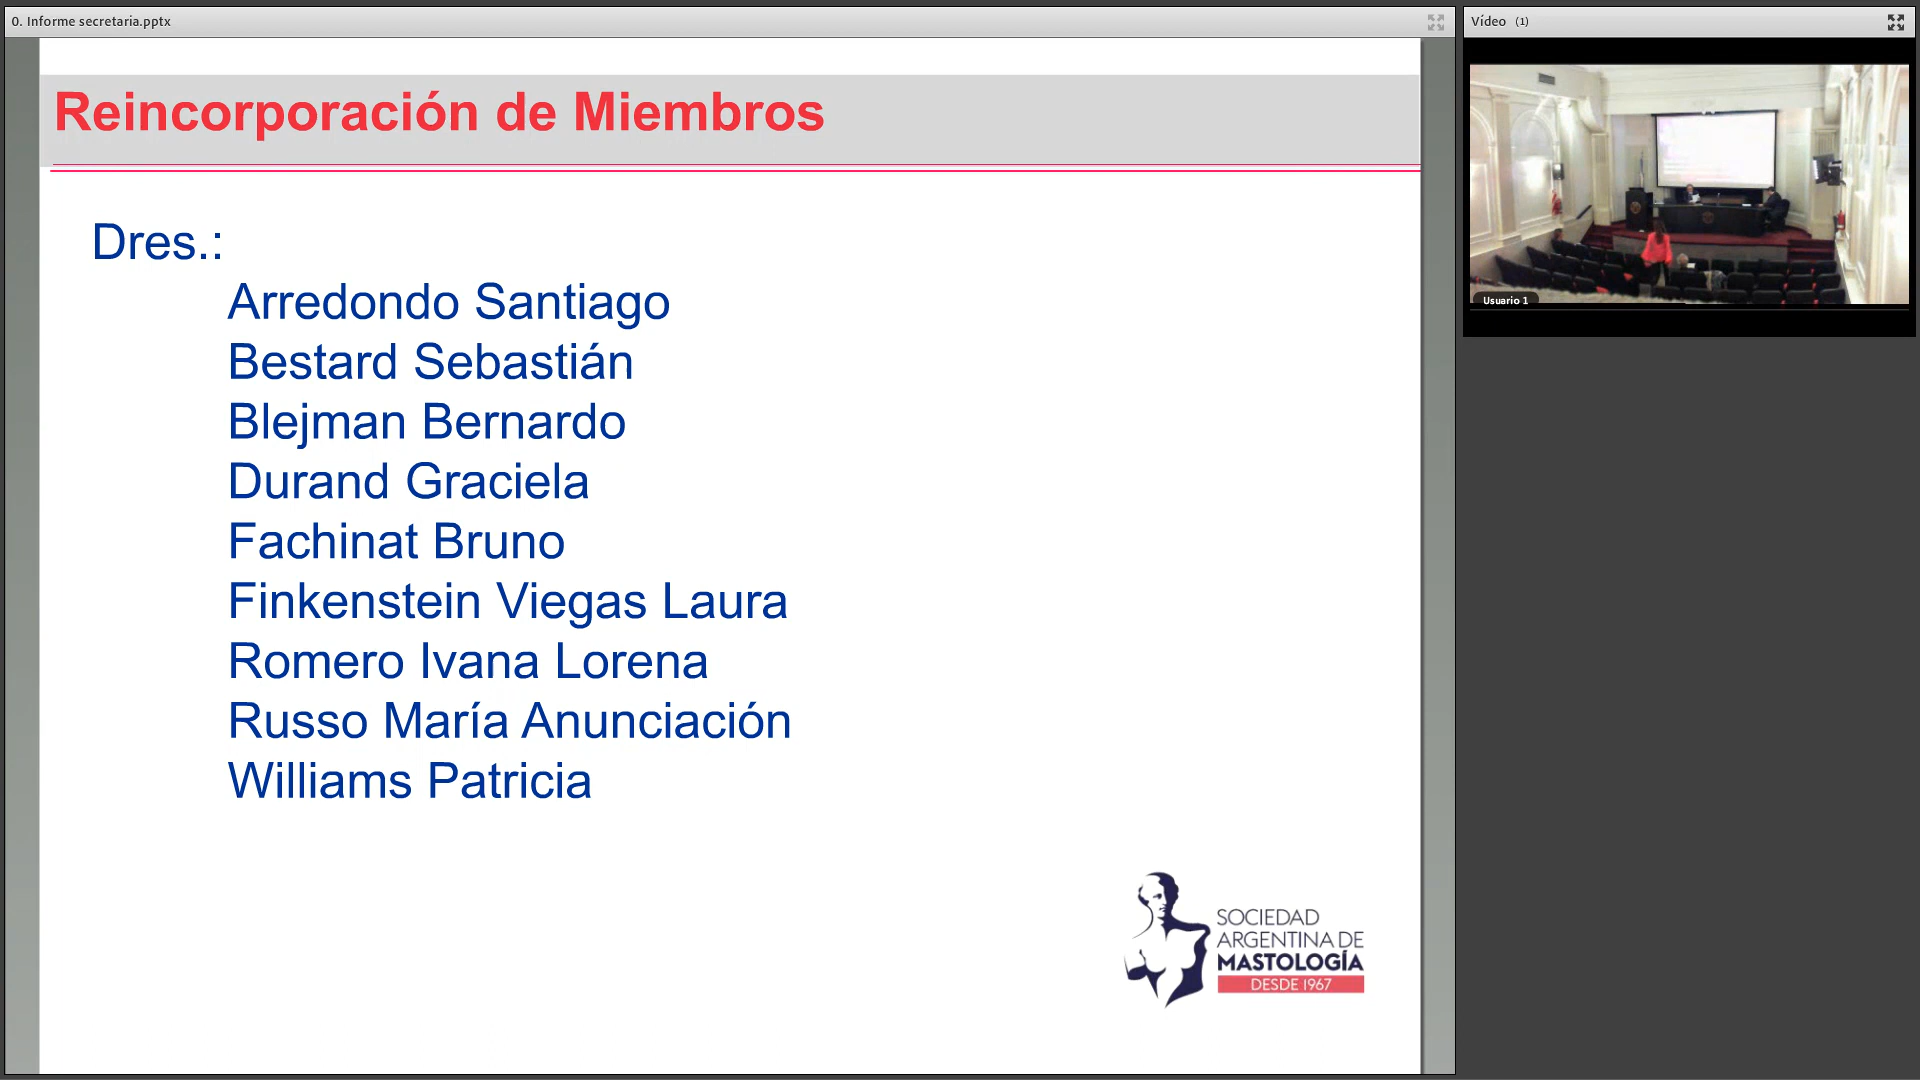 0. Informe secretaria.pptx
Vídeo (1)
Reincorporación de Miembros
Dres.:
Arredondo Santiago
Bestard Sebastián
Blejman Bernardo
Durand Graciela
Fachinat Bruno
Finkenstein Viegas Laura
Romero Ivana Lorena
Russo María Anunciación
Williams Patricia
SOCIEDAD
ARGENTINA DE
MASTOLOGÍA
DESDE 1967
Usuario 1